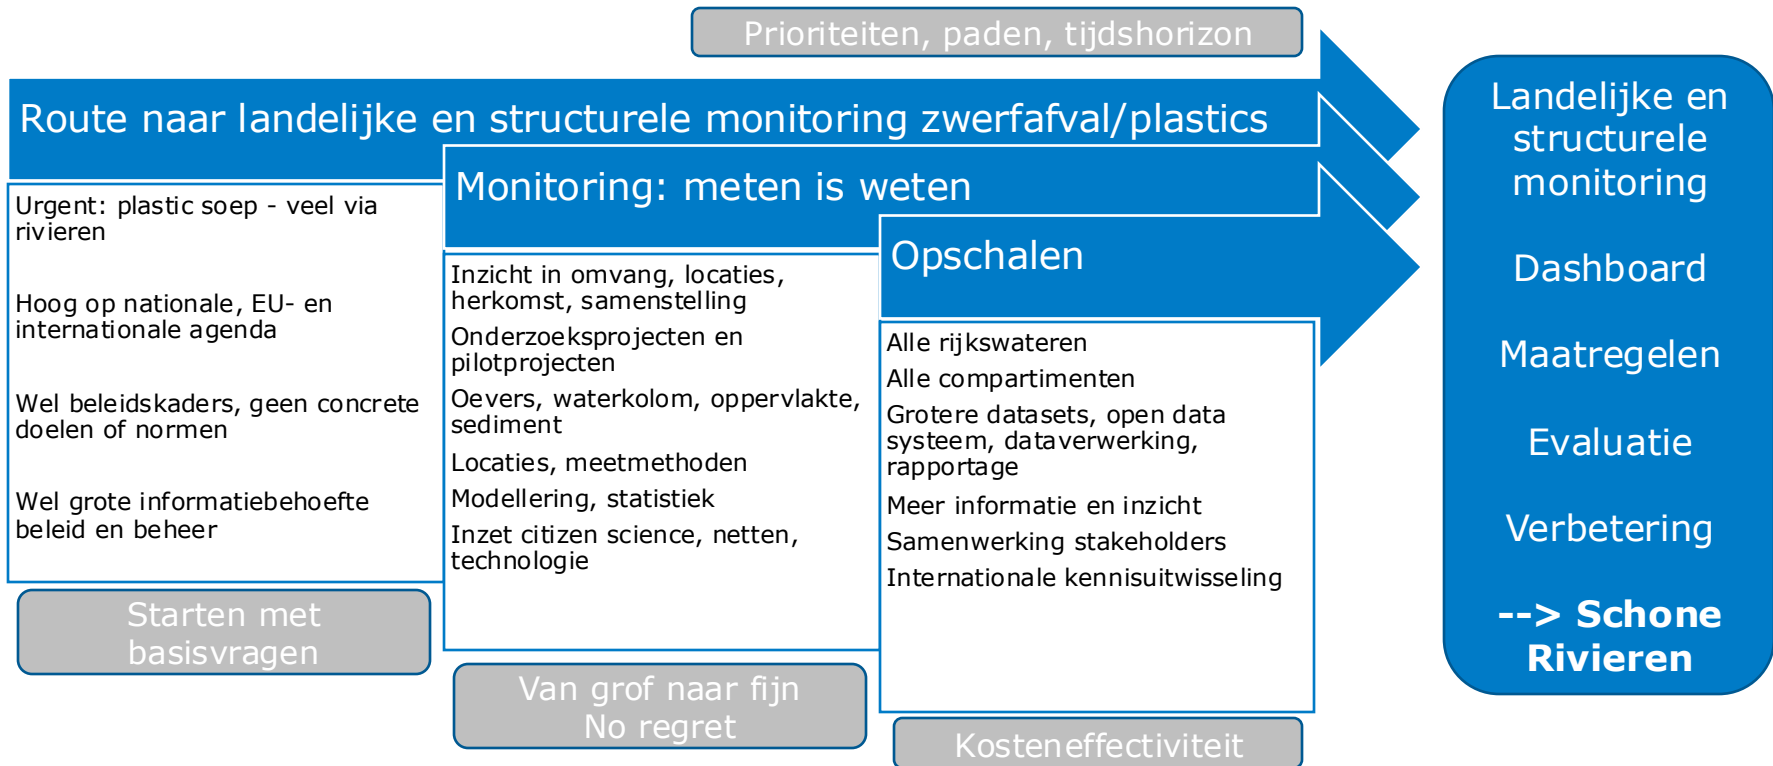 Prioriteiten, paden, tijdshorizon
Route naar landelijke en structurele monitoring zwerfafval/plastics
Urgent: plastic soep - veel via
rivieren
Hoog op nationale, EU- en
internationale agenda
Wel beleidskaders, geen concrete
doelen of normen
Wel grote informatiebehoefte
beleid en beheer
Starten met
basisvragen
Monitoring: meten is weten
Inzicht in omvang, locaties,
herkomst, samenstelling
Onderzoeksprojecten en
pilotprojecten
Oevers, waterkolom, oppervlakte,
sediment
Locaties, meetmethoden
Modellering, statistiek
Inzet citizen science, netten,
technologie
Van grof naar fijn
No regret
Opschalen
Alle rijkswateren
Alle compartimenten
Grotere datasets, open data
systeem, dataverwerking,
rapportage
Meer informatie en inzicht
Samenwerking stakeholders
Internationale kennisuitwisseling
Kosteneffectiviteit
Landelijke en
structurele
monitoring
Dashboard
Maatregelen
Evaluatie
Verbetering
--> Schone
Rivieren